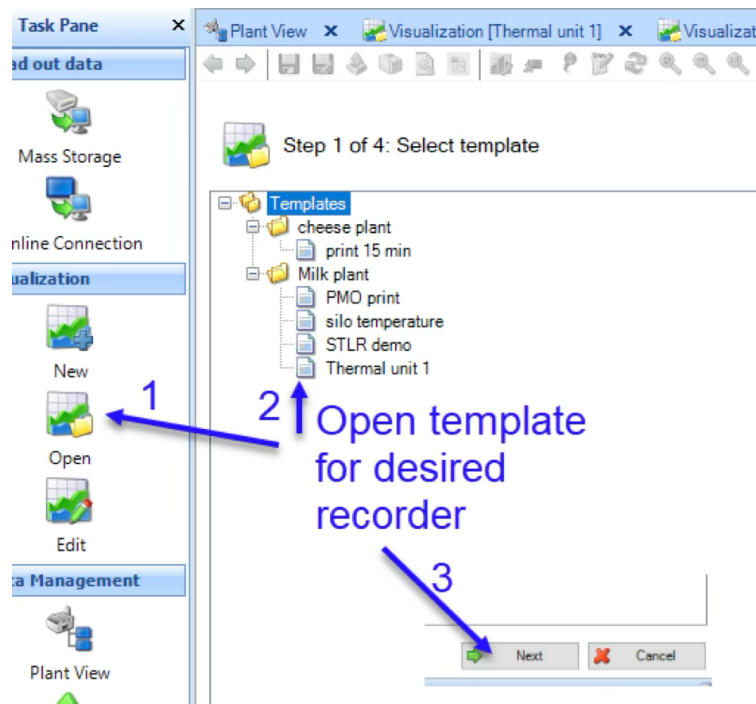 Task Pane
Plant View
Visualization [Thermal unit 1]
Visualizat
ad out data
Mass Storage
nline Connection
ualization
New
Open
Edit
ta Management
Plant View
Step 1 of 4: Select template
Templates
cheese plant
print 15 min
Milk plant
PMO print
silo temperature
STLR demo
Thermal unit 1
1
2
Open template
for desired
recorder
3
Next
Cancel